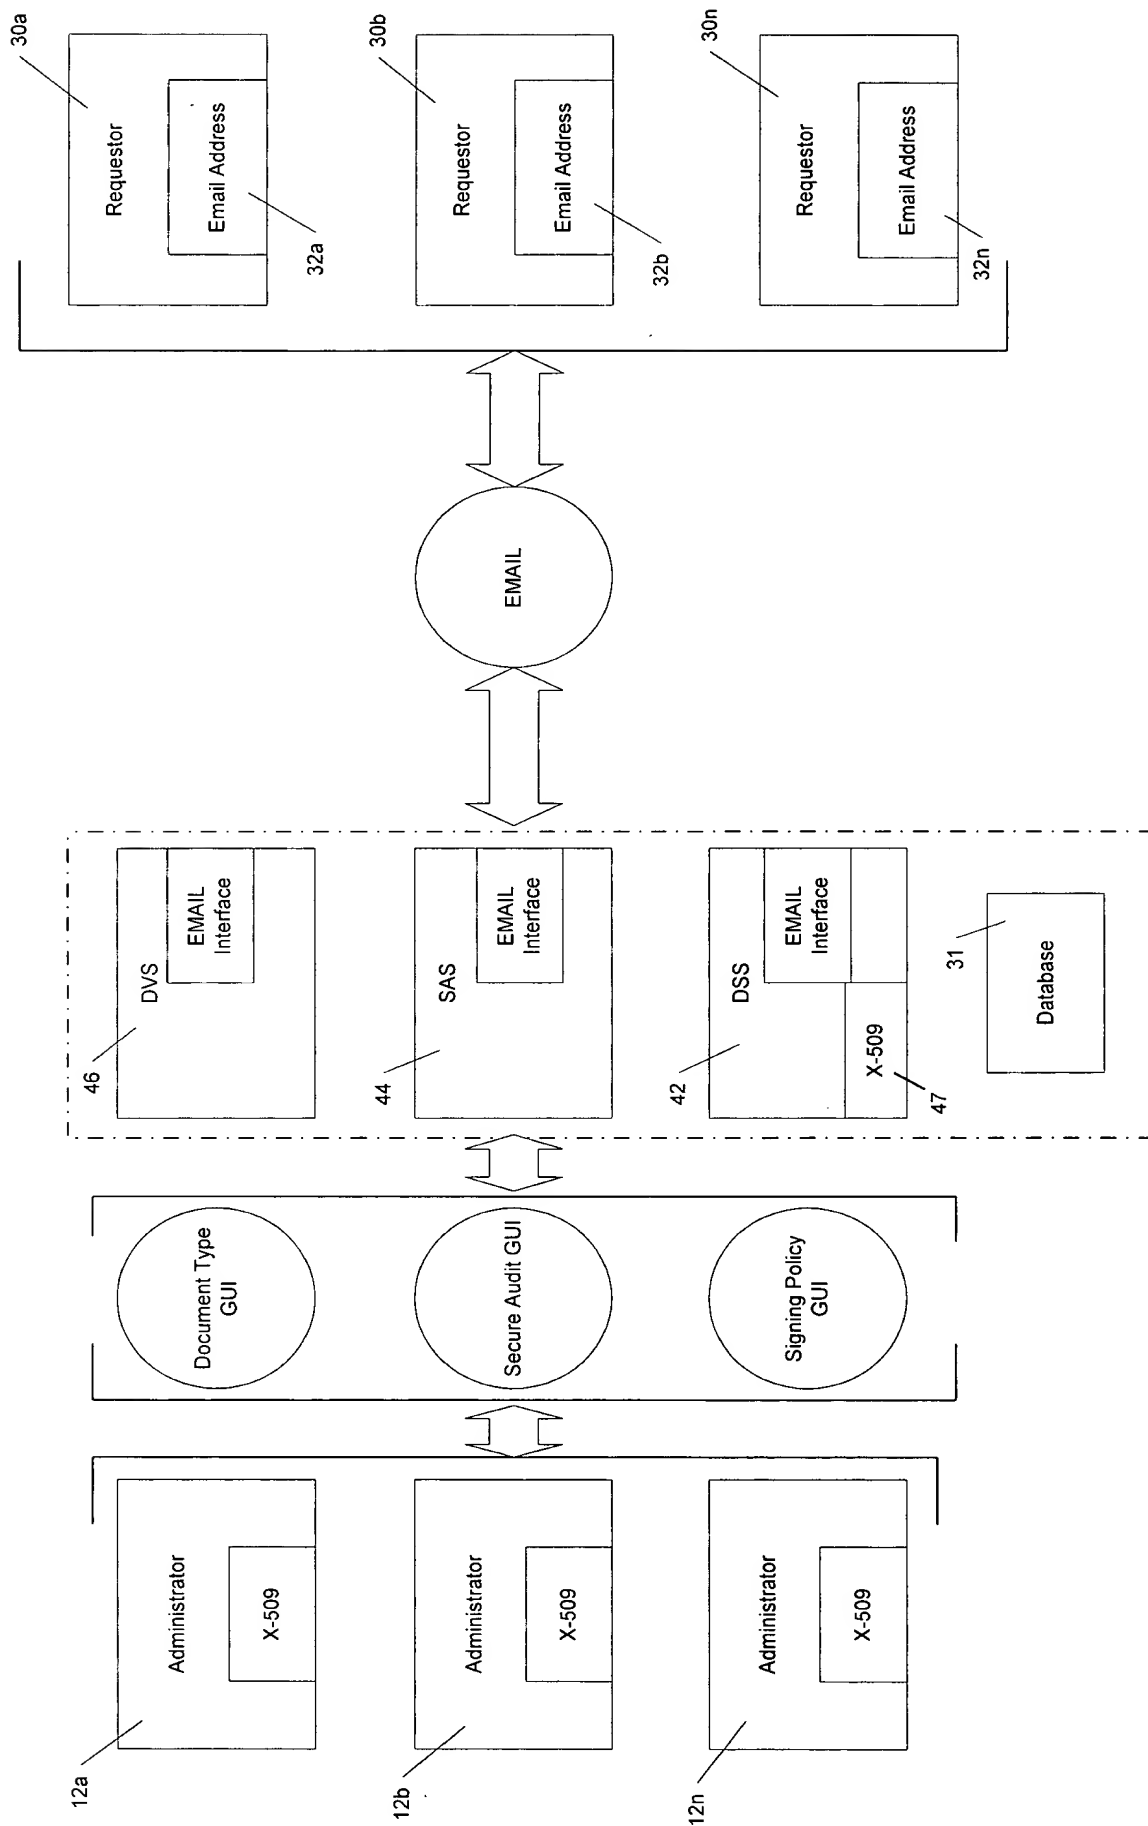 12a
Administrator
X-509
12b
Administrator
X-509
12n
Administrator
X-509
Document Type
GUI
Secure Audit GUI
Signing Policy
GUI
46
DVS
EMAIL
Interface
44
SAS
EMAIL
Interface
42
DSS
EMAIL
Interface
X-509
47
31
Database
EMAIL
30a
Requestor
Email Address
32a
30b
Requestor
Email Address
32b
30n
Requestor
Email Address
32n